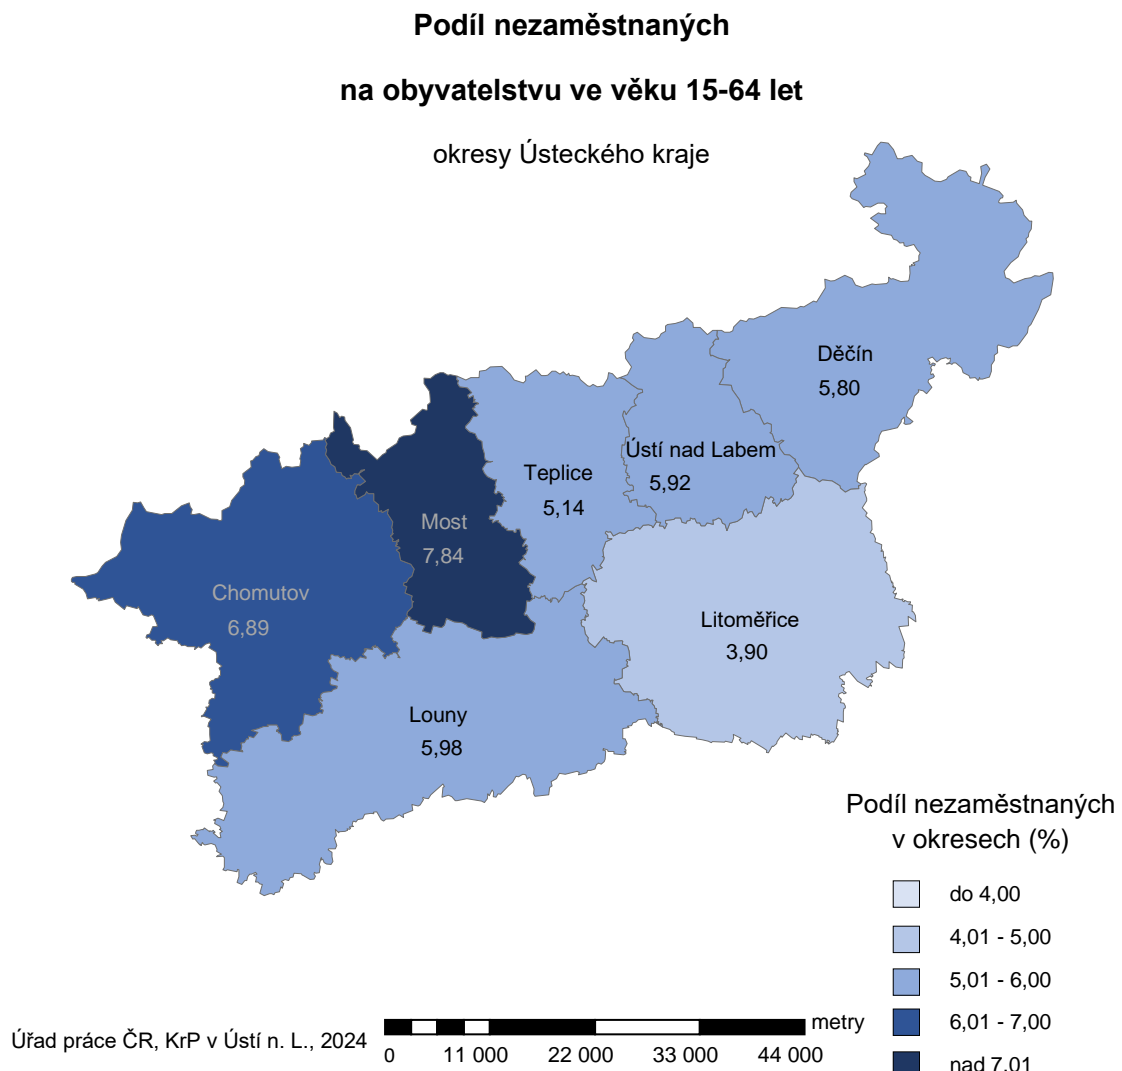 Podíl nezaměstnaných
na obyvatelstvu ve věku 15-64 let
okresy Ústeckého kraje
Děčín
5,80
Ústí nad Labem
5,92
Teplice
5,14
Most
7,84
Chomutov
6,89
Litoměřice
3,90
Louny
5,98
Podíl nezaměstnaných
v okresech (%)
do 4,00
4,01 - 5,00
5,01 - 6,00
6,01 - 7,00
nad 7,01
Úřad práce ČR, KrP v Ústí n. L., 2024
metry
0 11 000 22 000 33 000 44 000